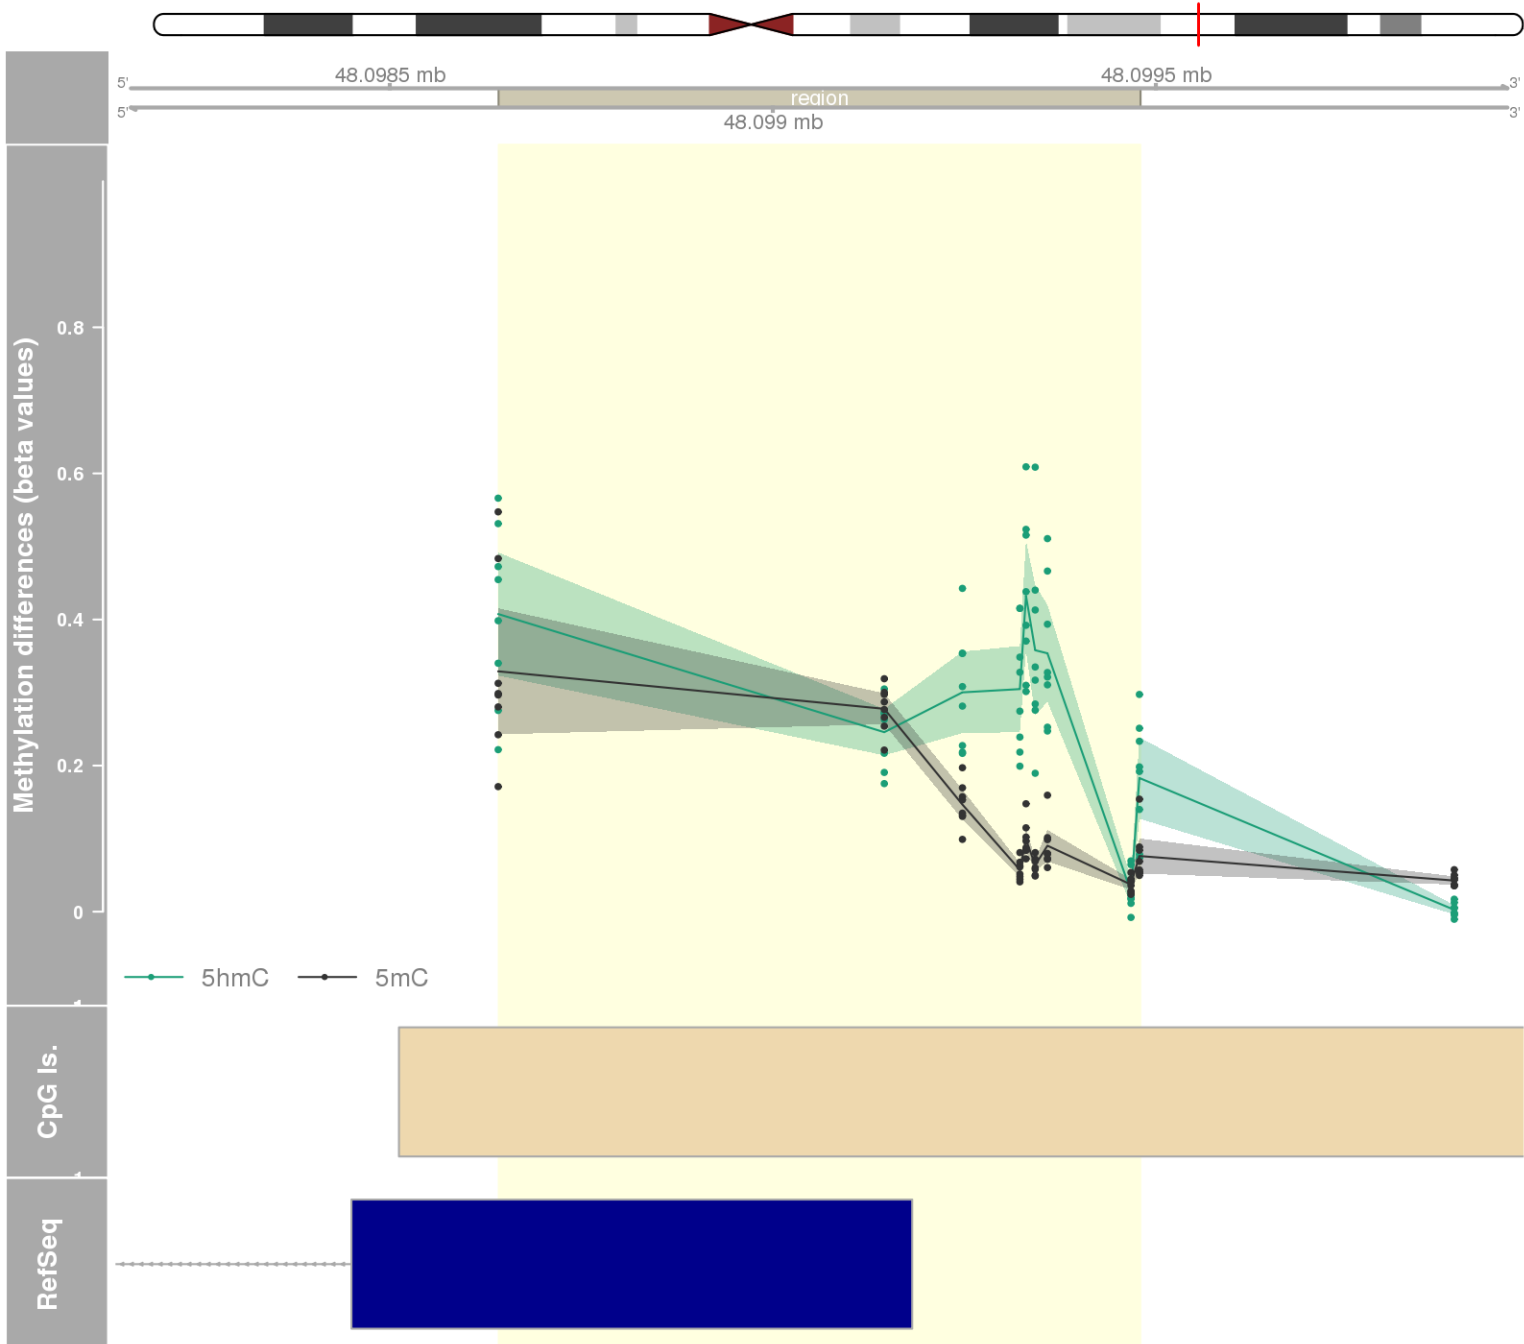 48.0985 mb
48.0995 mb
5'
3'
region
5'
3'
48.099 mb
Methylation differences (beta values)
0.8
0.6
0.4
0.2
0
5hmC
5mC
CpG Is.
RefSeq